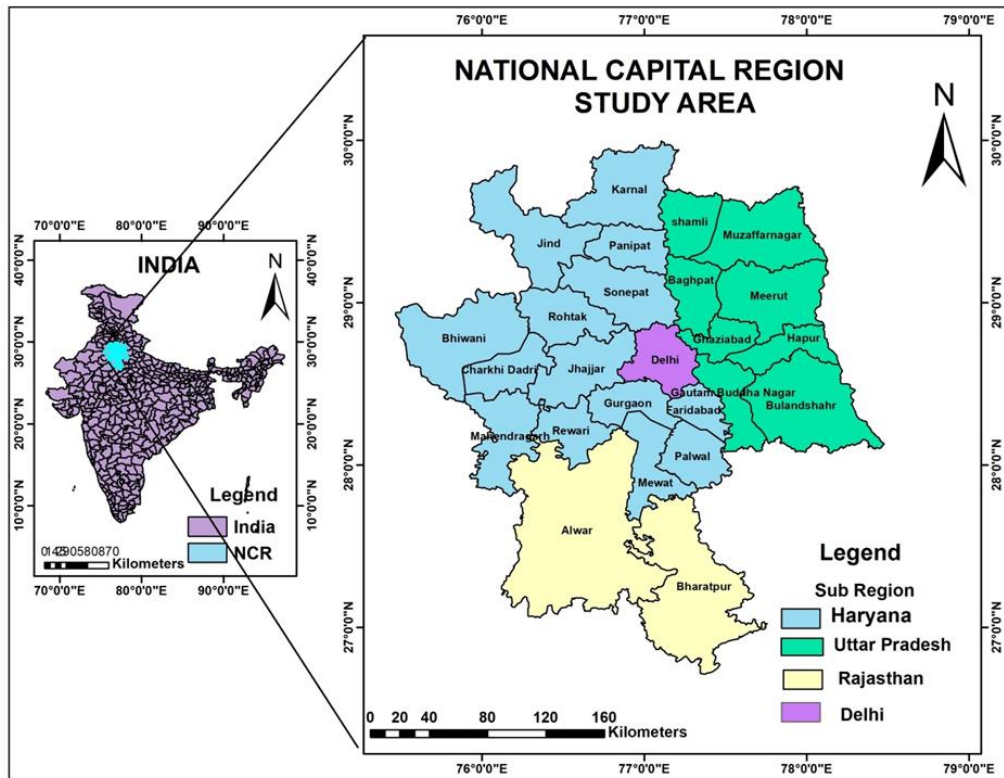 76°0'0"E 77°0'0"E 78°0'0"E 79°0'0"E
NATIONAL CAPITAL REGION
STUDY AREA
N
30°0'0"N
29°0'0"N
28°0'0"N
27°0'0"N
30°0'0"N
29°0'0"N
28°0'0"N
27°0'0"N
Karnal
shamli
Muzaffarnagar
Jind
Panipat
Baghpat
Sonepat
Meerut
Rohtak
Bhiwani
Ghaziabad
Hapur
Delhi
Charkhi Dadri
Jhajjar
Gautam Buddha Nagar
Gurgaon
Faridabad
Bulandshahr
Mahendragarh
Rewari
Palwal
Mewat
Alwar
Bharatpur
Legend
Sub Region
Haryana
Uttar Pradesh
Rajasthan
Delhi
0 20 40 80 120 160
Kilometers
76°0'0"E 77°0'0"E 78°0'0"E 79°0'0"E
70°0'0"E 80°0'0"E 90°0'0"E
INDIA
N
40°0'0"N
30°0'0"N
20°0'0"N
10°0'0"N
40°0'0"N
30°0'0"N
20°0'0"N
10°0'0"N
Legend
India
NCR
Kilometers
70°0'0"E 80°0'0"E 90°0'0"E